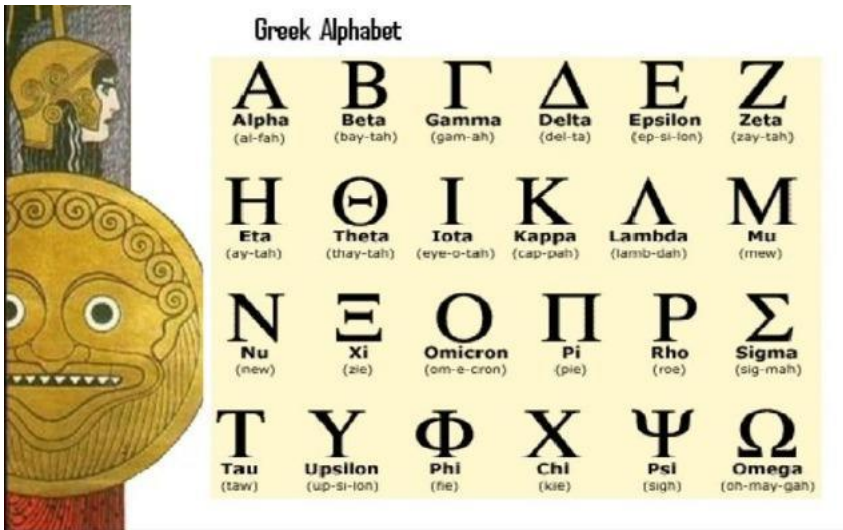 Greek Alphabet
Α Β Γ Δ Ε Ζ
Alpha Beta Gamma Delta Epsilon Zeta
(al-fah) (bay-tah) (gam-ah) (del-ta) (ep-si-lon) (zay-tah)
Η Θ Ι Κ Λ Μ
Eta Theta Iota Kappa Lambda Mu
(ay-tah) (thay-tah) (eye-o-tah) (cap-pah) (lamb-dah) (mew)
Ν Ξ Ο Π Ρ Σ
Nu Xi Omicron Pi Rho Sigma
(new) (zie) (om-e-cron) (pie) (roe) (sig-mah)
Τ Υ Φ Χ Ψ Ω
Tau Upsilon Phi Chi Psi Omega
(taw) (up-si-lon) (fie) (kie) (sigh) (oh-may-gah)